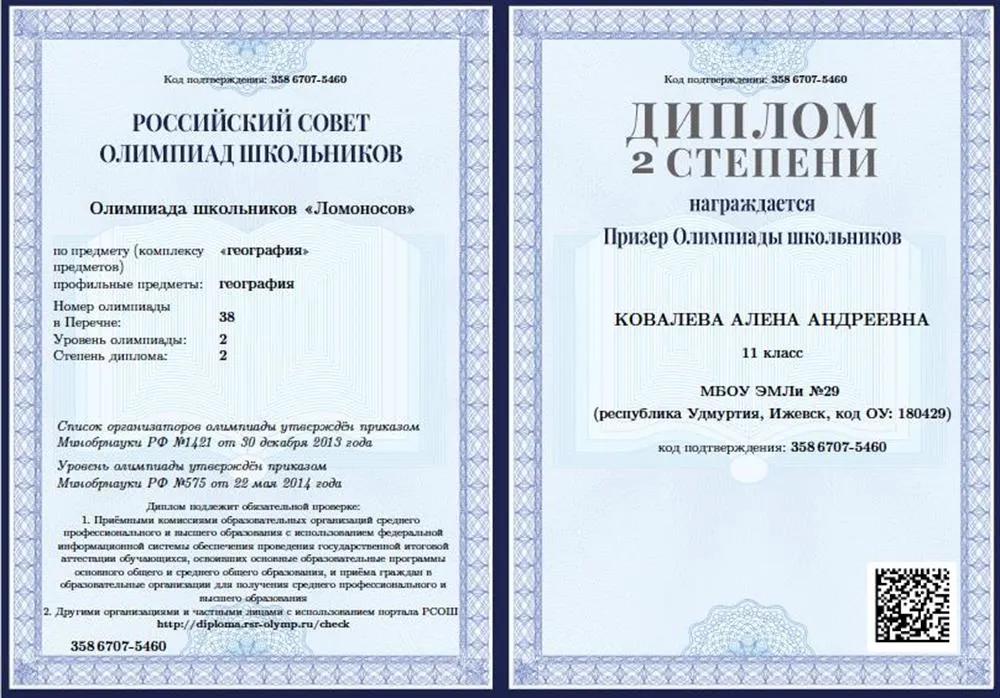 Код подтверждения: 358 6707-5460
РОССИЙСКИЙ СОВЕТ
ОЛИМПИАД ШКОЛЬНИКОВ
Олимпиада школьников «Ломоносов»
по предмету (комплексу предметов) «география»
профильные предметы: география
Номер олимпиады
в Перечне: 38
Уровень олимпиады: 2
Степень диплома: 2
Список организаторов олимпиады утверждён приказом
Минобрнауки РФ №1421 от 30 декабря 2013 года
Уровень олимпиады утверждён приказом
Минобрнауки РФ №575 от 22 мая 2014 года
Диплом подлежит обязательной проверке:
1. Приёмными комиссиями образовательных организаций среднего
профессионального и высшего образования с использованием федеральной
информационной системы обеспечения проведения государственной итоговой
аттестации обучающихся, освоивших основные образовательные программы
основного общего и среднего общего образования, и приёма граждан в
образовательные организации для получения среднего профессионального и
высшего образования
2. Другими организациями и частными лицами с использованием портала РСОШ
http://diploma.rsr-olymp.ru/check
358 6707-5460
Код подтверждения: 358 6707-5460
ДИПЛОМ
2 СТЕПЕНИ
награждается
Призер Олимпиады школьников
КОВАЛЕВА АЛЕНА АНДРЕЕВНА
11 класс
МБОУ ЭМЛи №29
(республика Удмуртия, Ижевск, код ОУ: 180429)
код подтверждения: 358 6707-5460